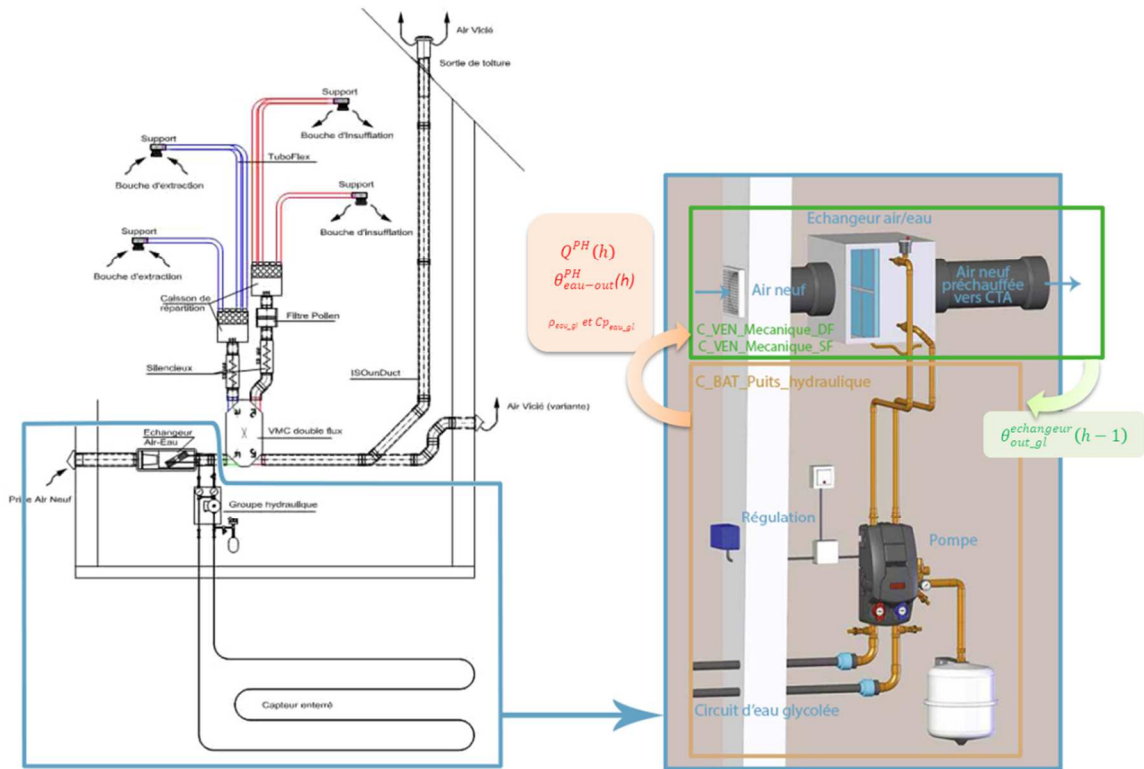 Air Vicié
Sortie de toiture
Support
Bouche d'Insufflation
Support
TuboFlex
Bouche d'extraction
Support
Bouche d'Insufflation
Support
Bouche d'extraction
Caisson de
répartition
Filtre Pollen
Silencieux
ISOunDuct
Air Vicié (variante)
VMC double flux
Echangeur
Air-Eau
Prise Air Neuf
Groupe hydraulique
Capteur enterré
Q^PH(h)
θ^PH_eau-out(h)
ρ_eau_gl et Cp_eau_gl
Echangeur air/eau
Air neuf
Air neuf
préchauffée
vers CTA
C_VEN_Mecanique_DF
C_VEN_Mecanique_SF
C_BAT_Puits_hydraulique
θ^echangeur_out_gl(h − 1)
Régulation
Pompe
Circuit d'eau glycolée